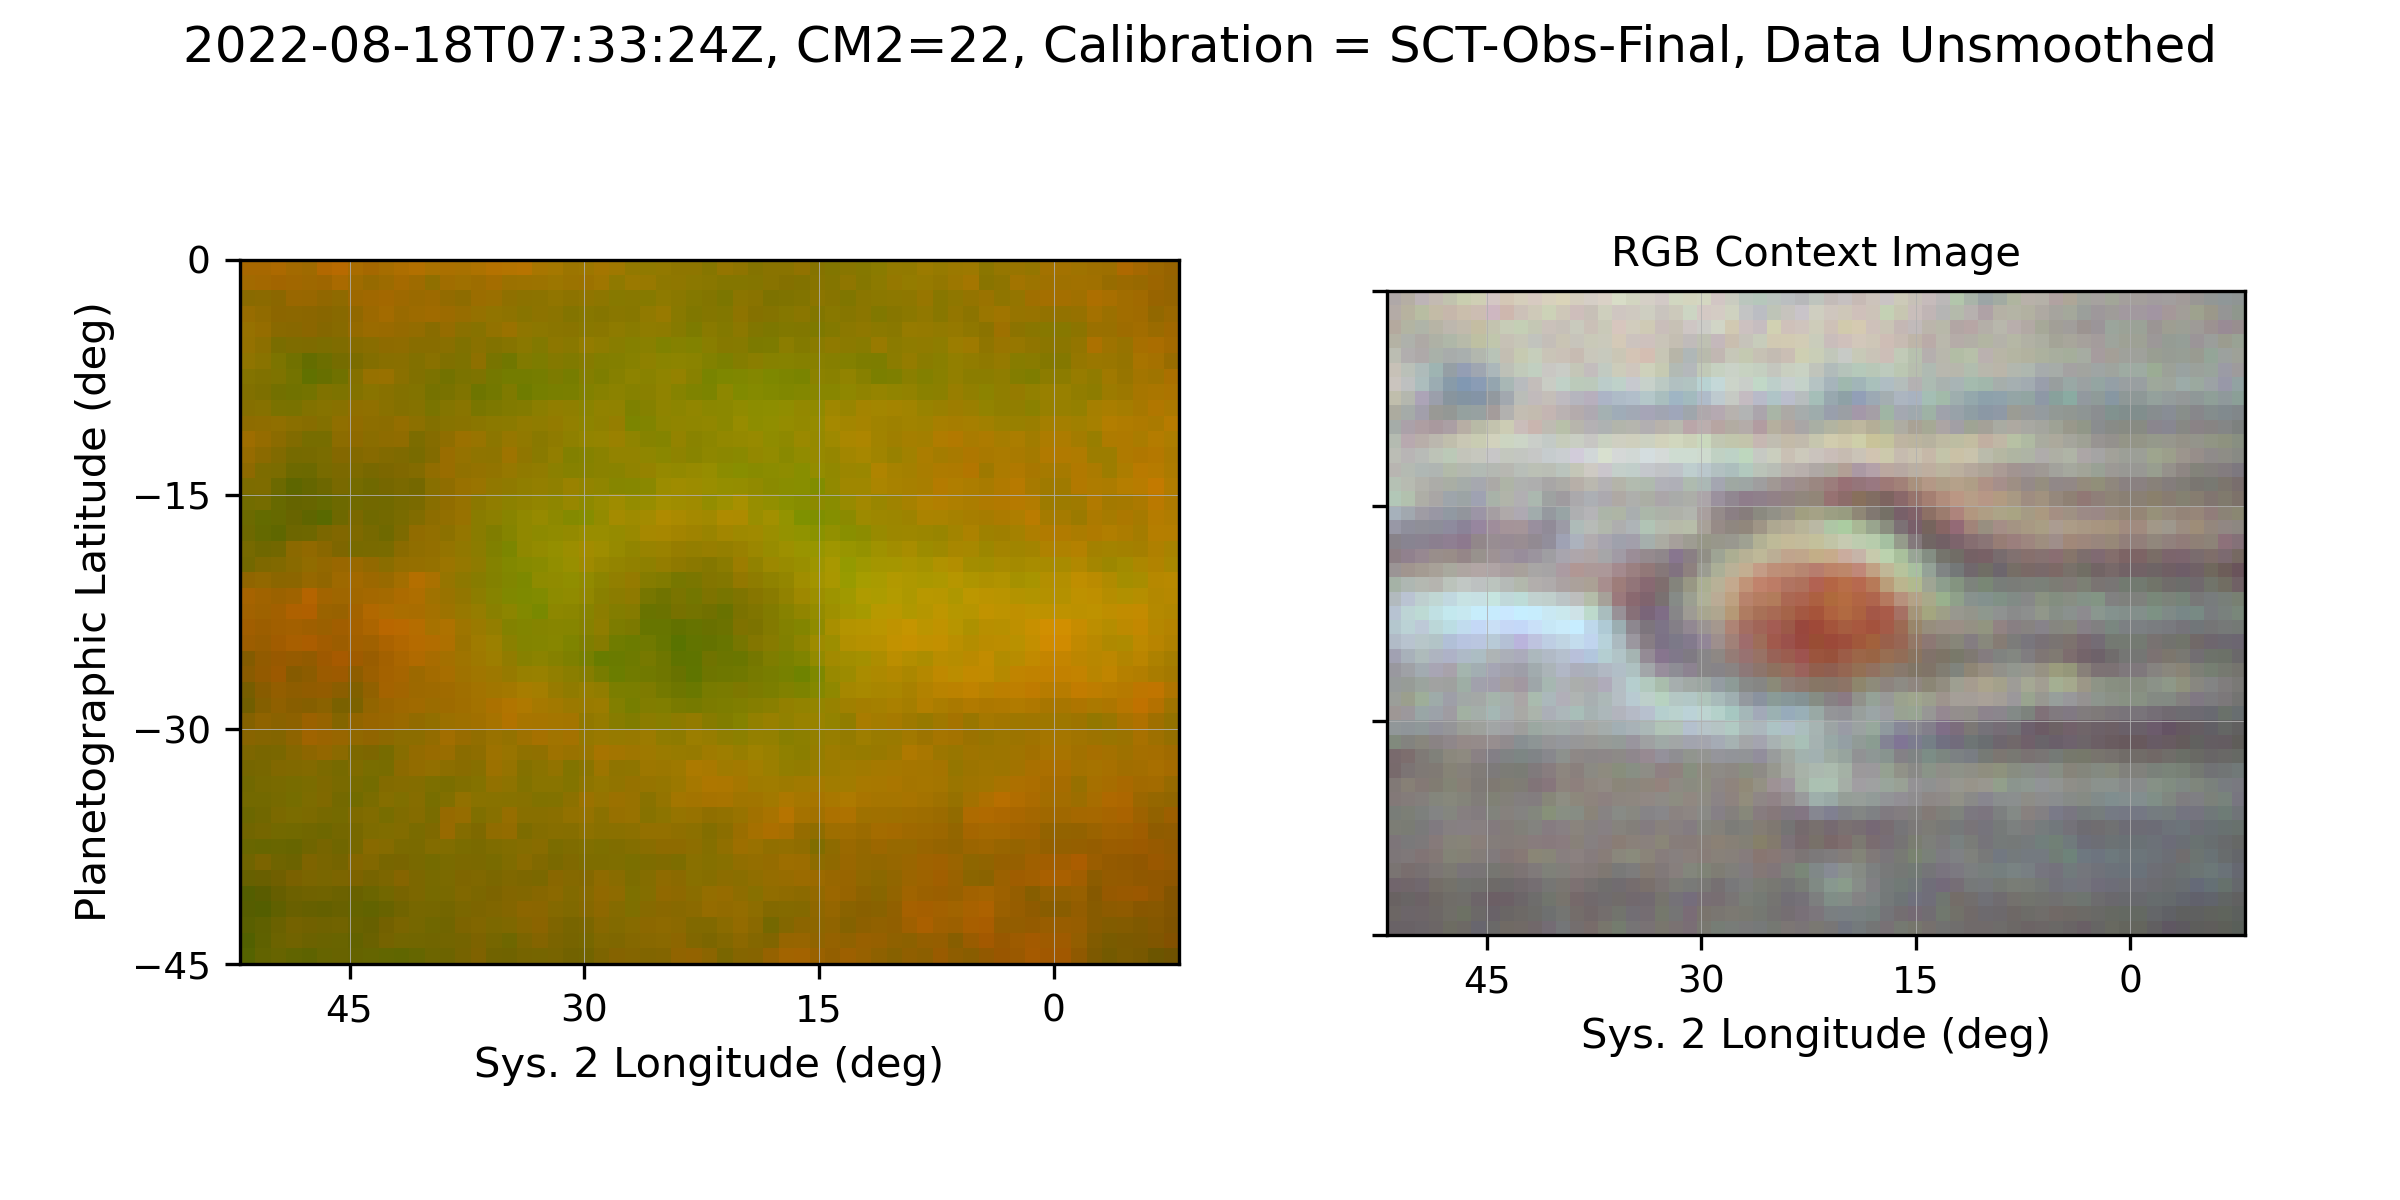 2022-08-18T07:33:24Z, CM2=22, Calibration = SCT-Obs-Final, Data Unsmoothed
Planetographic Latitude (deg)
0
−15
−30
−45
45 30 15 0
Sys. 2 Longitude (deg)
RGB Context Image
45 30 15 0
Sys. 2 Longitude (deg)